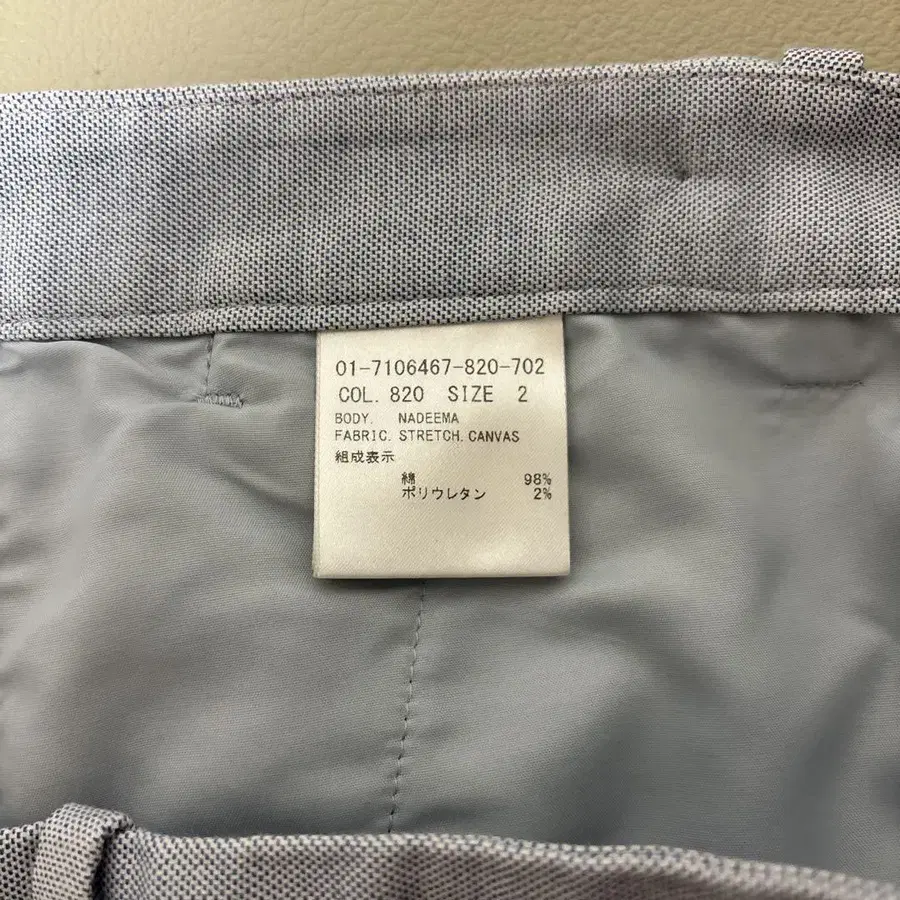 01-7106467-820-702
COL. 820 SIZE 2
BODY. NADEEMA
FABRIC. STRETCH. CANVAS
組成表示
綿 98%
ポリウレタン 2%